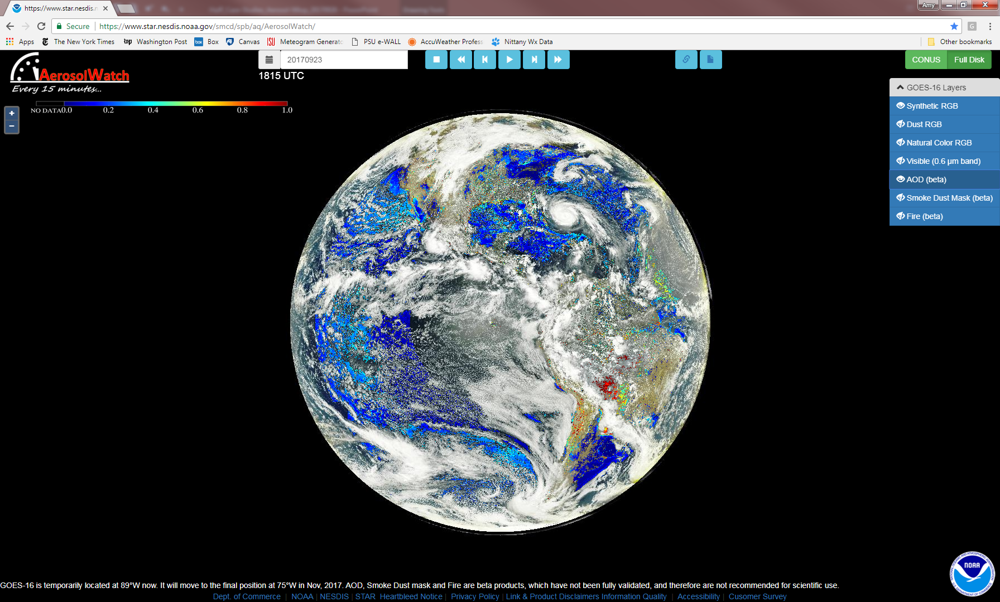 https://www.star.nesdis.n
Amy
Secure
https://www.star.nesdis.noaa.gov/smcd/spb/aq/AerosolWatch/
G
Apps
The New York Times
wp
Washington Post
box
Box
Canvas
ISU
Meteogram Generato
PSU e-WALL
AccuWeather Profess
Nittany Wx Data
Other bookmarks
AerosolWatch
Every 15 minutes...
20170923
1815 UTC
CONUS
Full Disk
NO DATA 0.0 0.2 0.4 0.6 0.8 1.0
+
−
GOES-16 Layers
Synthetic RGB
Dust RGB
Natural Color RGB
Visible (0.6 µm band)
AOD (beta)
Smoke Dust Mask (beta)
Fire (beta)
NOAA
GOES-16 is temporarily located at 89°W now. It will move to the final position at 75°W in Nov, 2017. AOD, Smoke Dust mask and Fire are beta products, which have not been fully validated, and therefore are not recommended for scientific use.
Dept. of Commerce | NOAA | NESDIS | STAR Heartbleed Notice | Privacy Policy | Link & Product Disclaimers Information Quality | Accessibility | Cusomer Survey